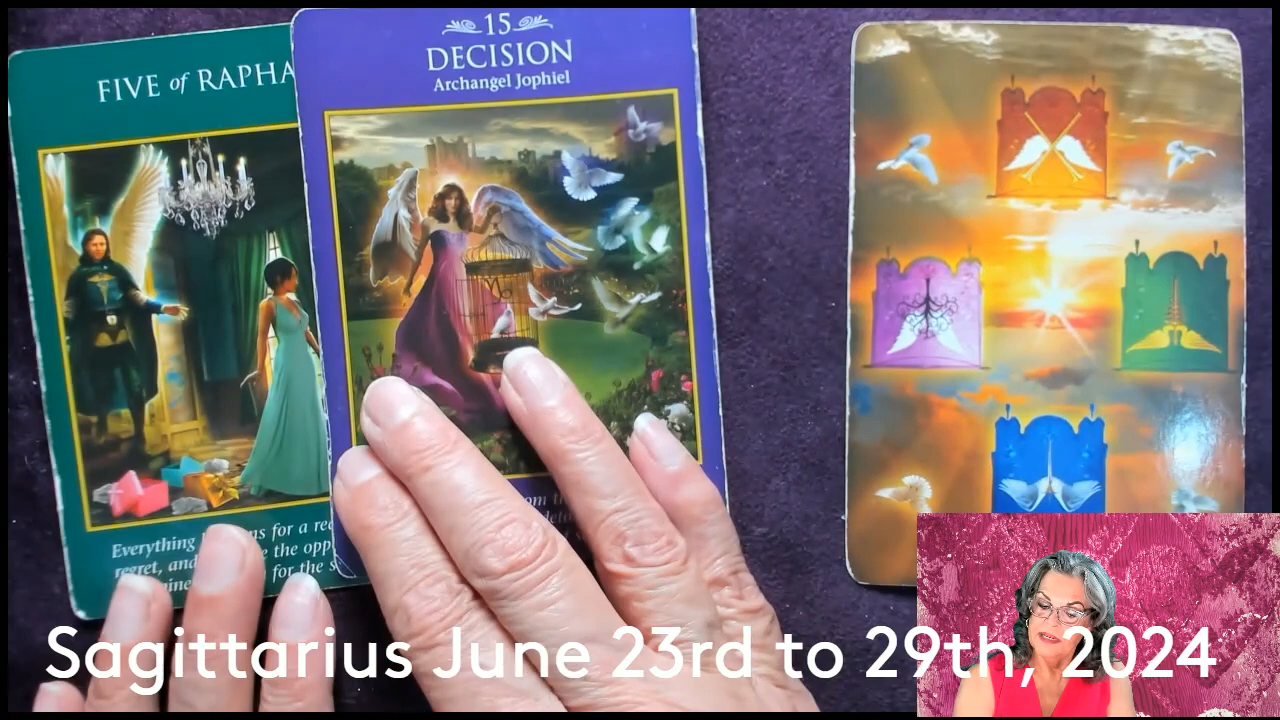 FIVE of RAPHA
15
DECISION
Archangel Jophiel
Everything
ns for a
regret, and
e the opp
for the s
Sagittarius June 23rd to 29th, 2024